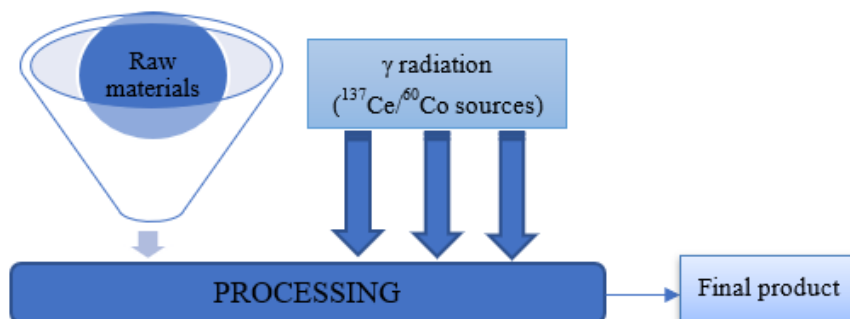 Raw
materials
γ radiation
(¹³⁷Ce/⁶⁰Co sources)
PROCESSING
Final product